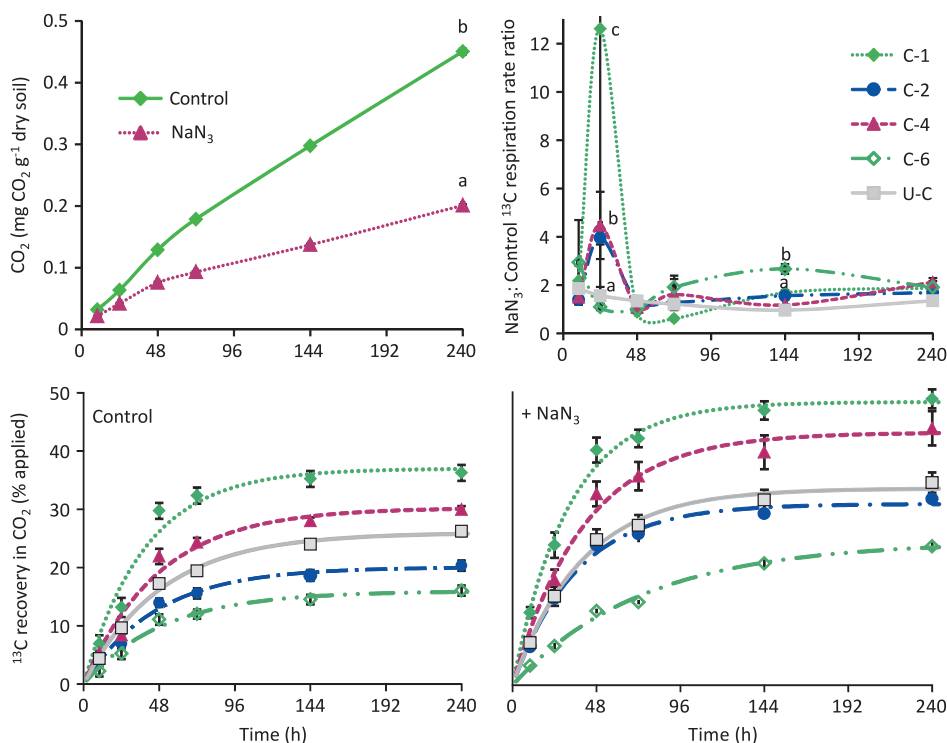 CO2 (mg CO2 g-1 dry soil)
0.5
0.4
0.3
0.2
0.1
0
0 48 96 144 192 240
Control
NaN3
b
a
NaN3: Control 13C respiration rate ratio
12
10
8
6
4
2
0
0 48 96 144 192 240
c
b
a
b
a
C-1
C-2
C-4
C-6
U-C
13C recovery in CO2 (% applied)
50
40
30
20
10
0
0 48 96 144 192 240
Control
Time (h)
+ NaN3
0 48 96 144 192 240
Time (h)